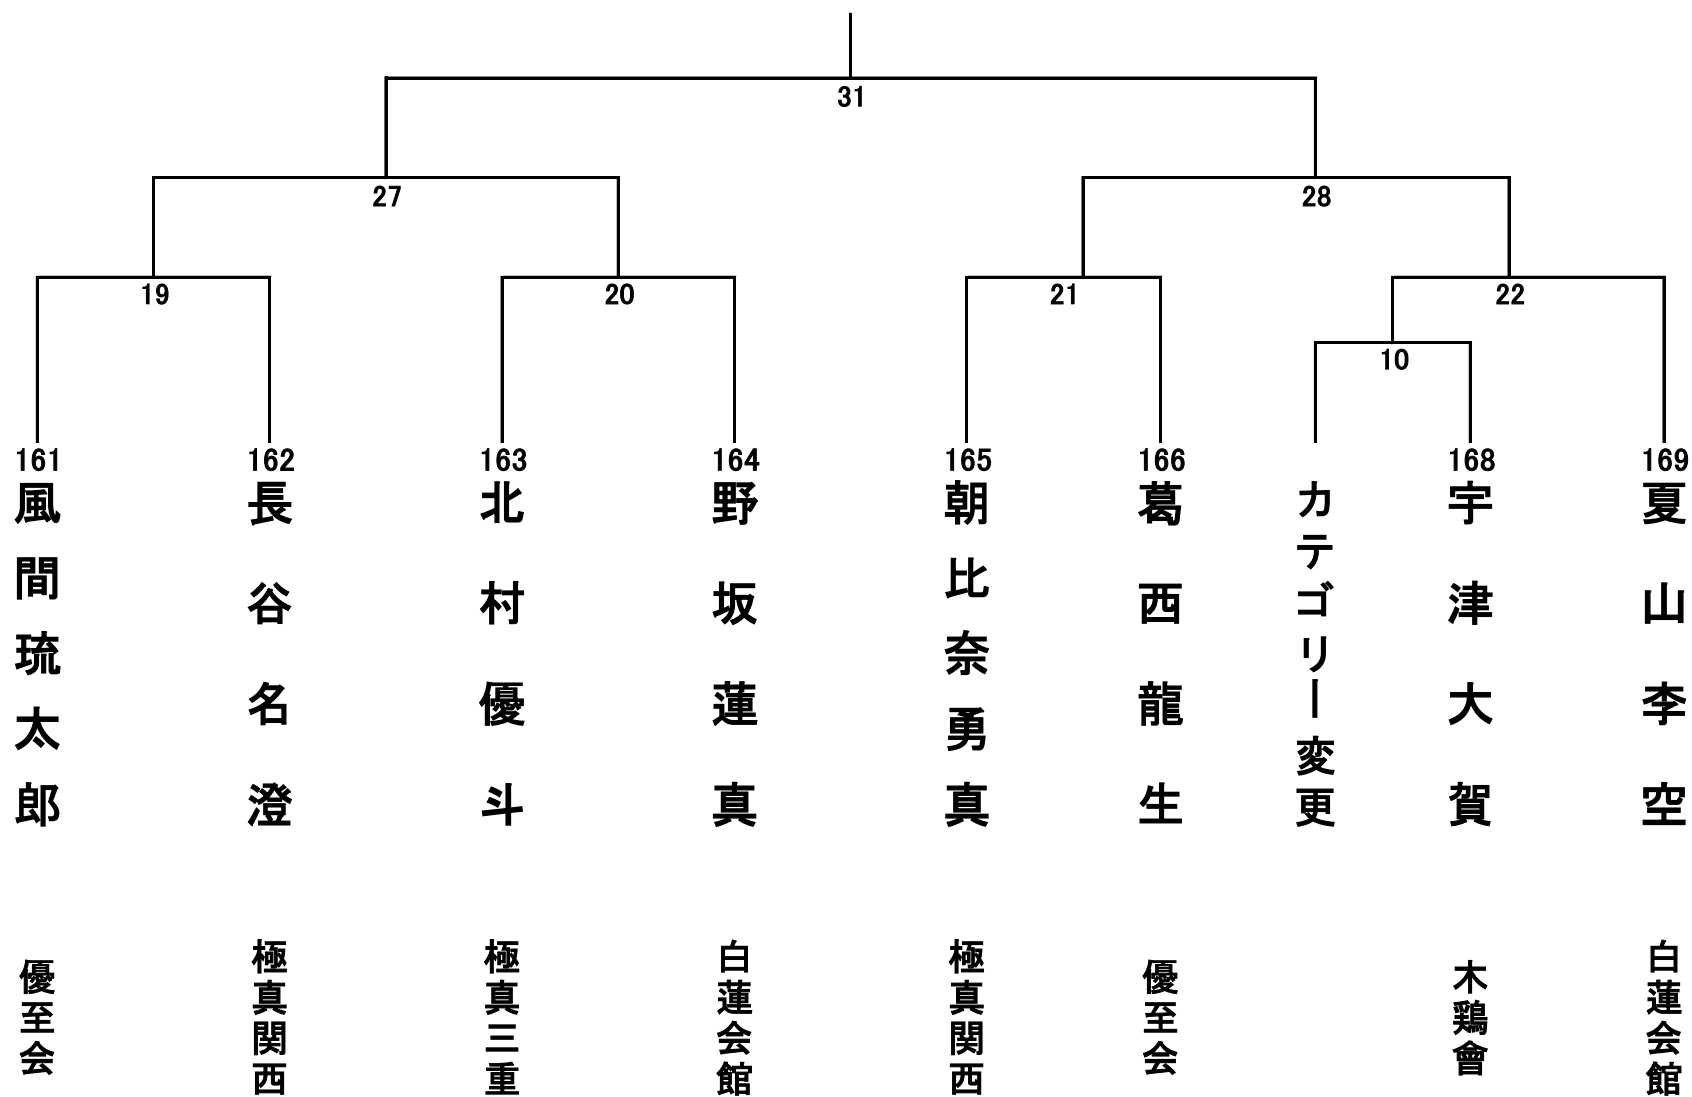 31
27
28
19
20
21
22
10
161
風間琉太郎
優至会
162
長谷名澄
極真関西
163
北村優斗
極真三重
164
野坂蓮真
白蓮会館
165
朝比奈勇真
極真関西
166
葛西龍生
優至会
カテゴリー変更
168
宇津大賀
木鶏會
169
夏山李空
白蓮会館